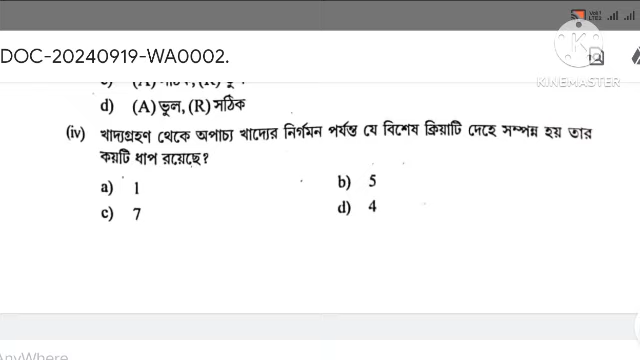 DOC-20240919-WA0002.
KINEMASTER
d) (A) ভুল, (R) সঠিক
(iv) খাদ্যগ্রহণ থেকে অপাচ্য খাদ্যের নির্গমন পর্যন্ত যে বিশেষ ক্রিয়াটি দেহে সম্পন্ন হয় তার
কয়টি ধাপ রয়েছে?
a) 1 b) 5
c) 7 d) 4